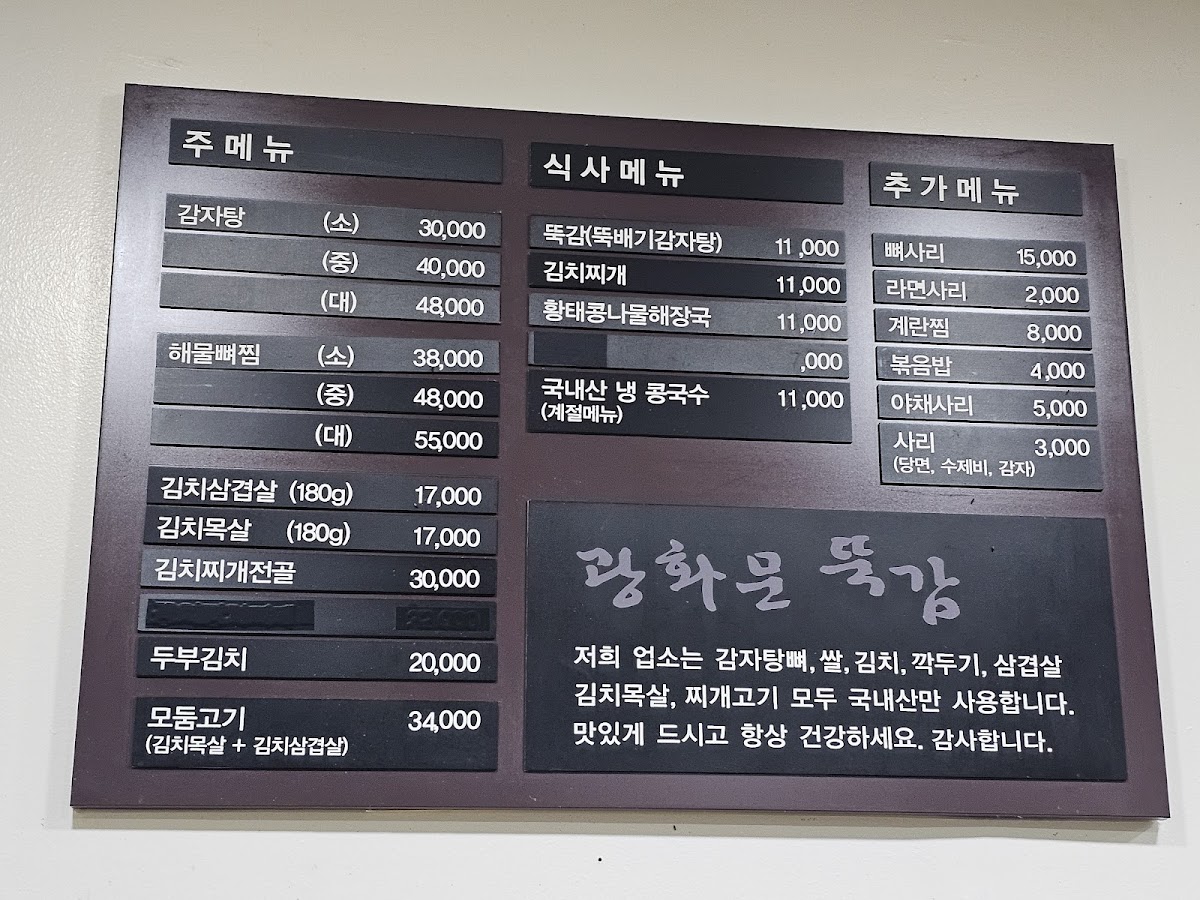 주메뉴
감자탕 (소) 30,000
(중) 40,000
(대) 48,000
해물뼈찜 (소) 38,000
(중) 48,000
(대) 55,000
김치삼겹살 (180g) 17,000
김치목살 (180g) 17,000
김치찌개전골 30,000
두부김치 20,000
모둠고기 34,000
(김치목살 + 김치삼겹살)
식사메뉴
뚝감(뚝배기감자탕) 11,000
김치찌개 11,000
황태콩나물해장국 11,000
,000
국내산 냉 콩국수 11,000
(계절메뉴)
추가메뉴
뼈사리 15,000
라면사리 2,000
계란찜 8,000
볶음밥 4,000
야채사리 5,000
사리 3,000
(당면, 수제비, 감자)
광화문 뚝감
저희 업소는 감자탕뼈, 쌀, 김치, 깍두기, 삼겹살
김치목살, 찌개고기 모두 국내산만 사용합니다.
맛있게 드시고 항상 건강하세요. 감사합니다.